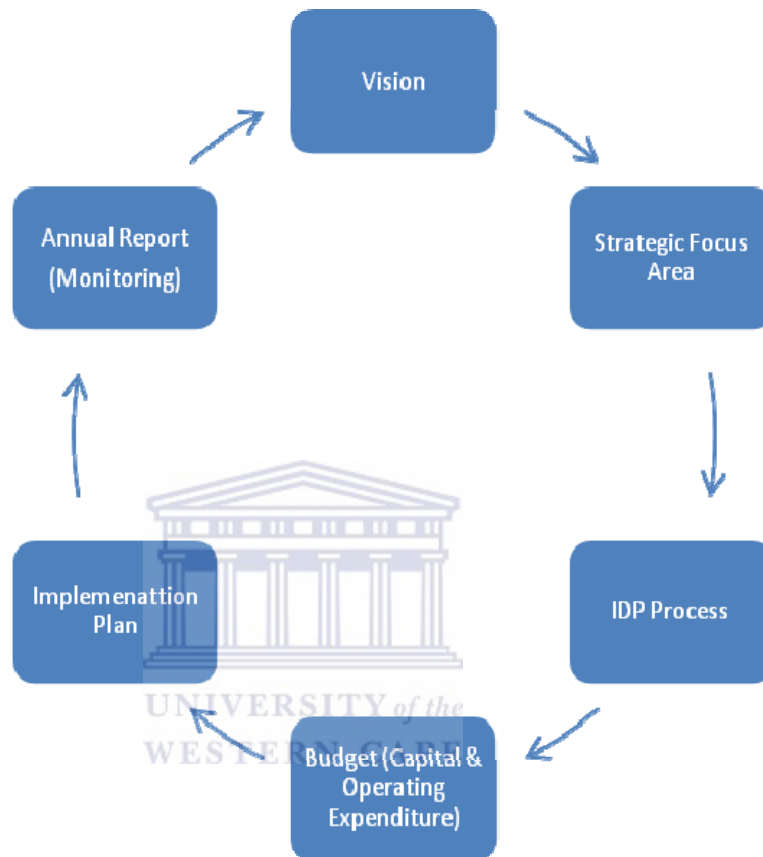 Vision
Strategic Focus
Area
IDP Process
Budget (Capital &
Operating
Expenditure)
Implemenattion
Plan
Annual Report
(Monitoring)
UNIVERSITY of the
WESTERN CAPE